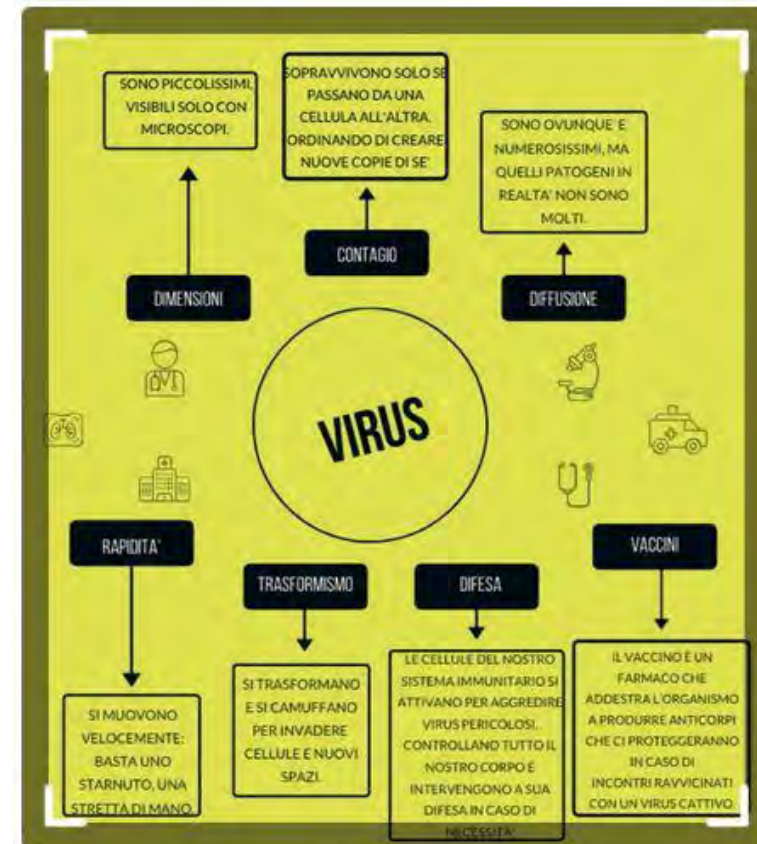 SONO PICCOLISSIMI,
VISIBILI SOLO CON
MICROSCOPI.
SOPRAVVIVONO SOLO SE
PASSANO DA UNA
CELLULA ALL'ALTRA.
ORDINANDO DI CREARE
NUOVE COPIE DI SE'
SONO OVUNQUE E
NUMEROSISSIMI, MA
QUELLI PATOGENI IN
REALTA' NON SONO
MOLTI.
DIMENSIONI
CONTAGIO
DIFFUSIONE
VIRUS
RAPIDITA'
TRASFORMISMO
DIFESA
VACCINI
SI MUOVONO
VELOCEMENTE:
BASTA UNO
STARNUTO, UNA
STRETTA DI MANO.
SI TRASFORMANO
E SI CAMUFFANO
PER INVADERE
CELLULE E NUOVI
SPAZI.
LE CELLULE DEL NOSTRO
SISTEMA IMMUNITARIO SI
ATTIVANO PER AGGREDIRE
VIRUS PERICOLOSI.
CONTROLLANO TUTTO IL
NOSTRO CORPO E
INTERVENGONO A SUA
DIFESA IN CASO DI
NECESSITA'
IL VACCINO È UN
FARMACO CHE
ADDESTRA L'ORGANISMO
A PRODURRE ANTICORPI
CHE CI PROTEGGERANNO
IN CASO DI
INCONTRI RAVVICINATI
CON UN VIRUS CATTIVO.